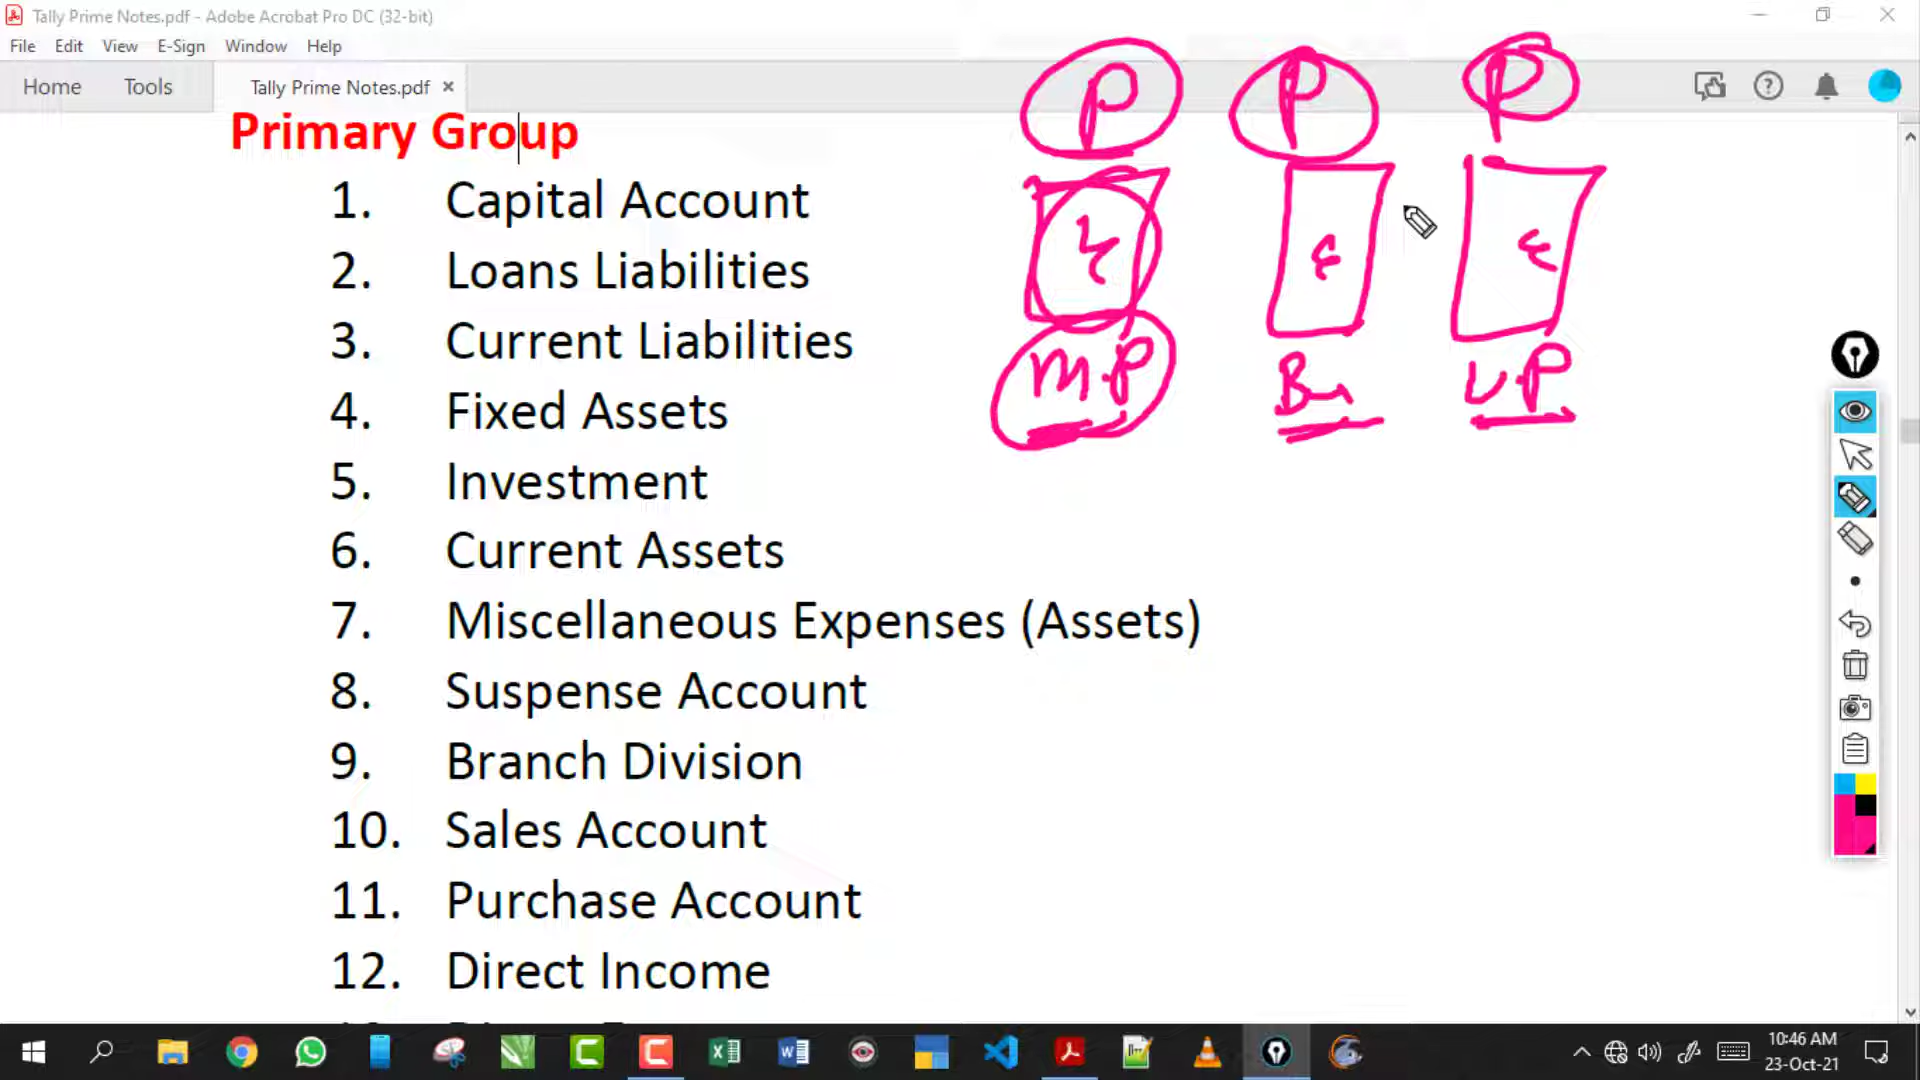 Tally Prime Notes.pdf - Adobe Acrobat Pro DC (32-bit)
File Edit View E-Sign Window Help
Home Tools Tally Prime Notes.pdf
Primary Group
1. Capital Account
2. Loans Liabilities
3. Current Liabilities
4. Fixed Assets
5. Investment
6. Current Assets
7. Miscellaneous Expenses (Assets)
8. Suspense Account
9. Branch Division
10. Sales Account
11. Purchase Account
12. Direct Income
P P P
M.P U.P
10:46 AM
23-Oct-21